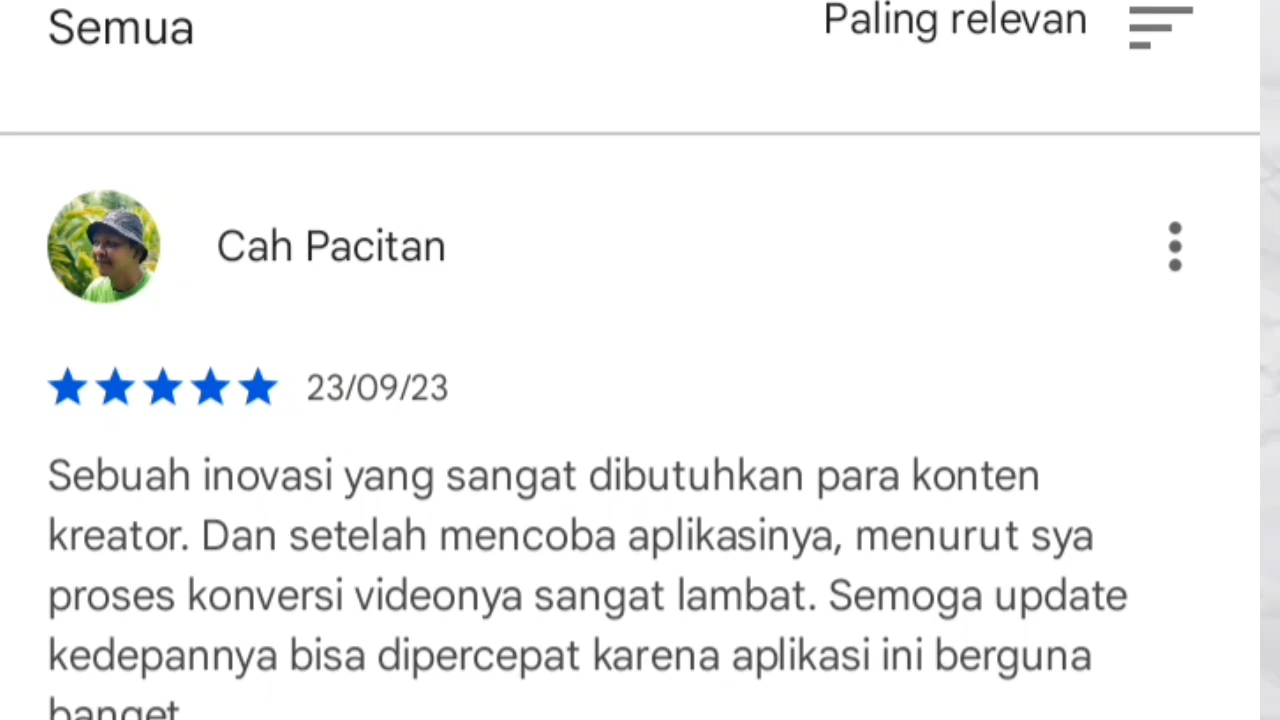 Semua
Paling relevan
Cah Pacitan
23/09/23
Sebuah inovasi yang sangat dibutuhkan para konten
kreator. Dan setelah mencoba aplikasinya, menurut sya
proses konversi videonya sangat lambat. Semoga update
kedepannya bisa dipercepat karena aplikasi ini berguna
banget